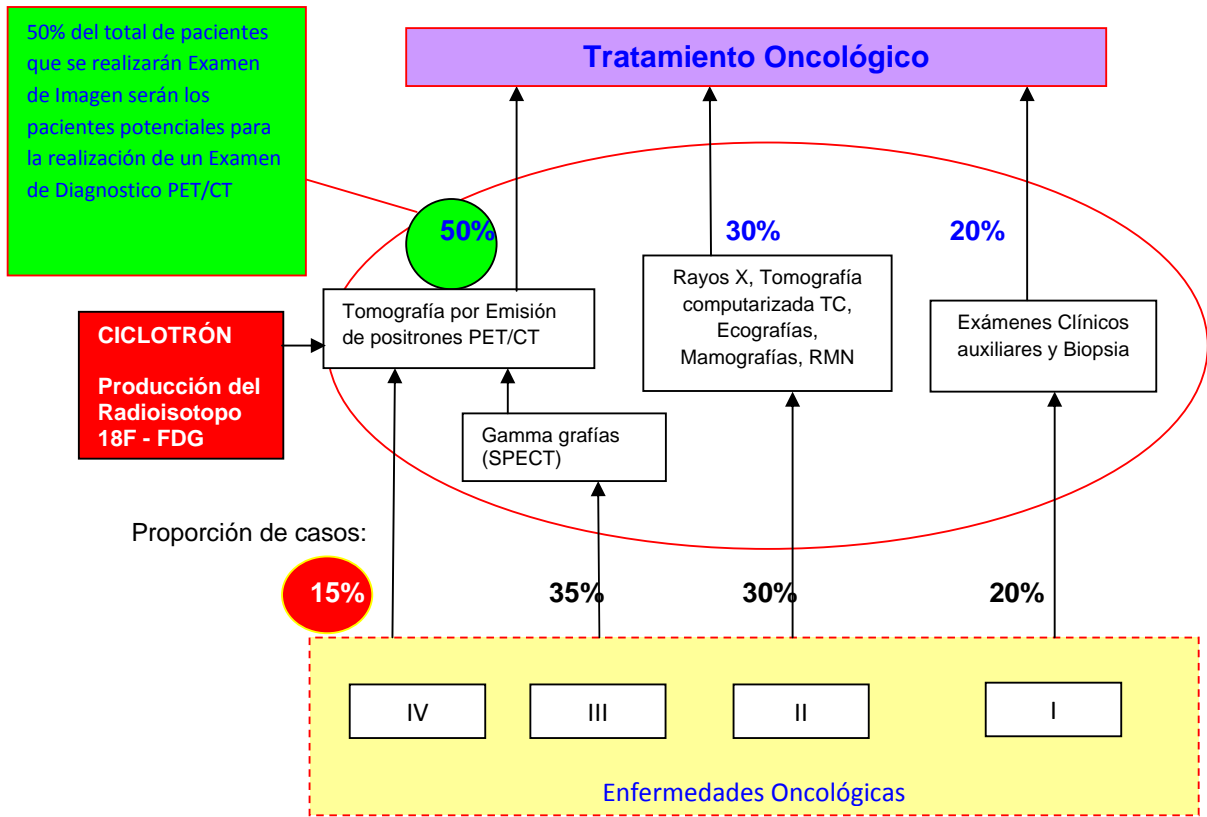 50% del total de pacientes
que se realizarán Examen
de Imagen serán los
pacientes potenciales para
la realización de un Examen
de Diagnostico PET/CT
Tratamiento Oncológico
50%
30%
20%
Tomografía por Emisión
de positrones PET/CT
Rayos X, Tomografía
computarizada TC,
Ecografías,
Mamografías, RMN
Exámenes Clínicos
auxiliares y Biopsia
CICLOTRÓN
Producción del
Radioisotopo
18F - FDG
Gamma grafías
(SPECT)
Proporción de casos:
15%
35%
30%
20%
IV
III
II
I
Enfermedades Oncológicas